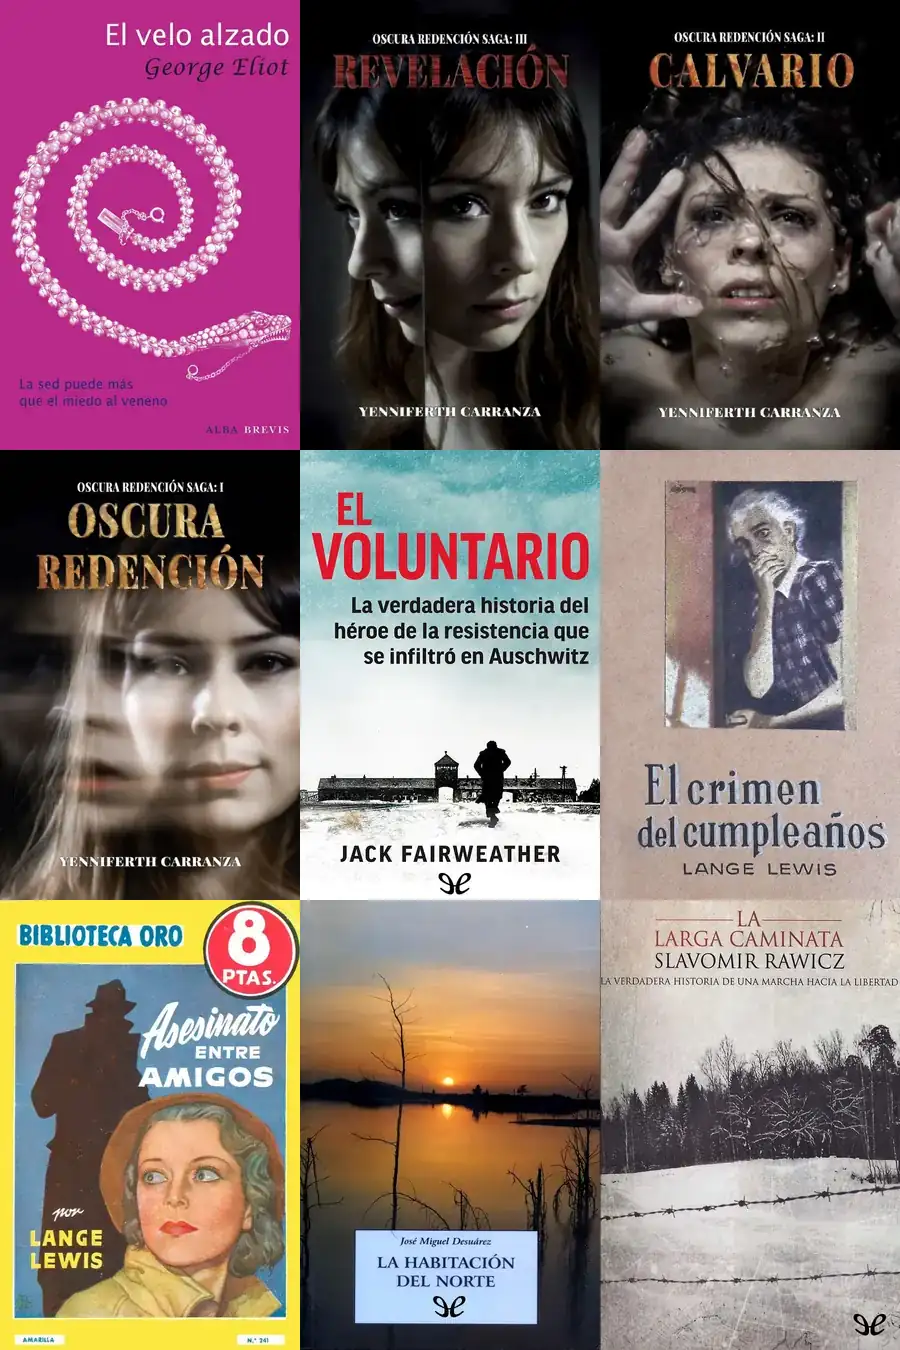 El velo alzado
George Eliot
La sed puede más
que el miedo al veneno
ALBA BREVIS
OSCURA REDENCIÓN SAGA: III
REVELACIÓN
YENNIFERTH CARRANZA
OSCURA REDENCIÓN SAGA: II
CALVARIO
YENNIFERTH CARRANZA
OSCURA REDENCIÓN SAGA: I
OSCURA
REDENCIÓN
YENNIFERTH CARRANZA
EL
VOLUNTARIO
La verdadera historia del
héroe de la resistencia que
se infiltró en Auschwitz
JACK FAIRWEATHER
El crimen
del cumpleaños
LANGE LEWIS
BIBLIOTECA ORO
8
PTAS.
Asesinato
ENTRE
AMIGOS
por
LANGE
LEWIS
AMARILLA
N.º 241
José Miguel Desuárez
LA HABITACIÓN
DEL NORTE
LA
LARGA CAMINATA
SLAVOMIR RAWICZ
LA VERDADERA HISTORIA DE UNA MARCHA HACIA LA LIBERTAD